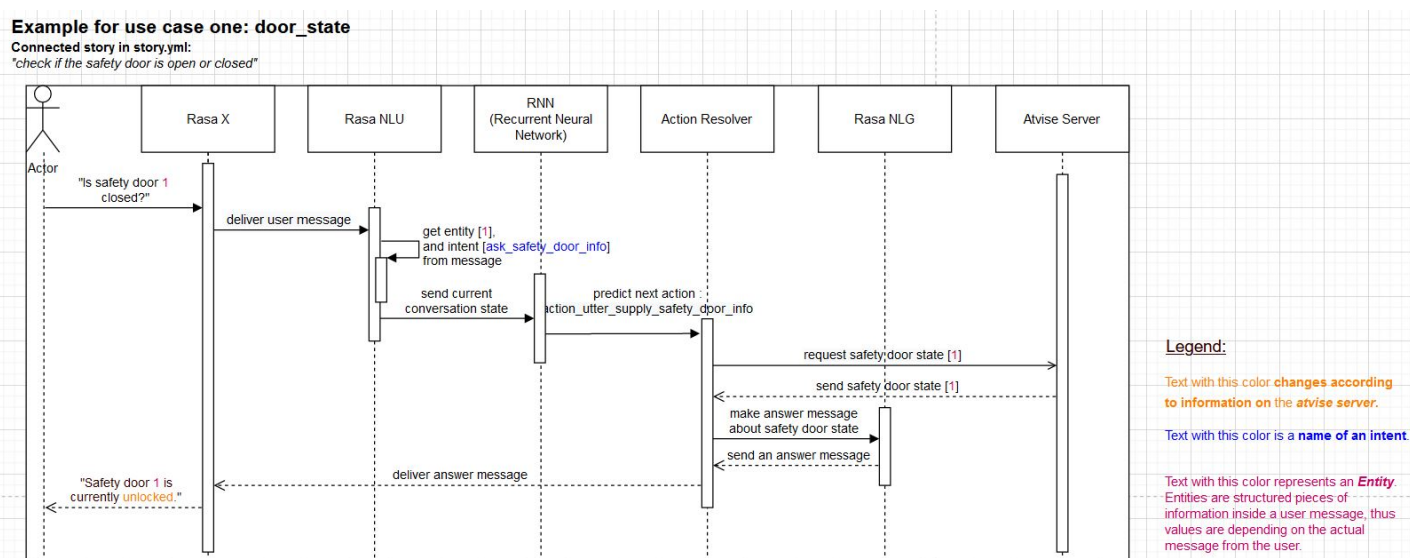 Example for use case one: door_state
Connected story in story.yml:
"check if the safety door is open or closed"
Rasa X
Rasa NLU
RNN
(Recurrent Neural
Network)
Action Resolver
Rasa NLG
Atvise Server
Actor
"Is safety door 1
closed?"
deliver user message
get entity [1],
and intent [ask_safety_door_info]
from message
send current
conversation state
predict next action :
action_utter_supply_safety_door_info
request safety door state [1]
send safety door state [1]
make answer message
about safety door state
send an answer message
deliver answer message
"Safety door 1 is
currently unlocked."
Legend:
Text with this color changes according
to information on the atvise server.
Text with this color is a name of an intent.
Text with this color represents an Entity.
Entities are structured pieces of
information inside a user message, thus
values are depending on the actual
message from the user.